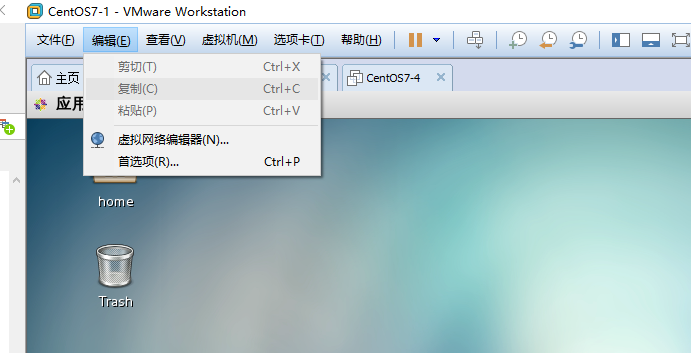 CentOS7-1 - VMware Workstation
文件(F) 编辑(E) 查看(V) 虚拟机(M) 选项卡(T) 帮助(H)
主页 CentOS7-4
应用
剪切(T) Ctrl+X
复制(C) Ctrl+C
粘贴(P) Ctrl+V
虚拟网络编辑器(N)...
首选项(R)... Ctrl+P
home
Trash